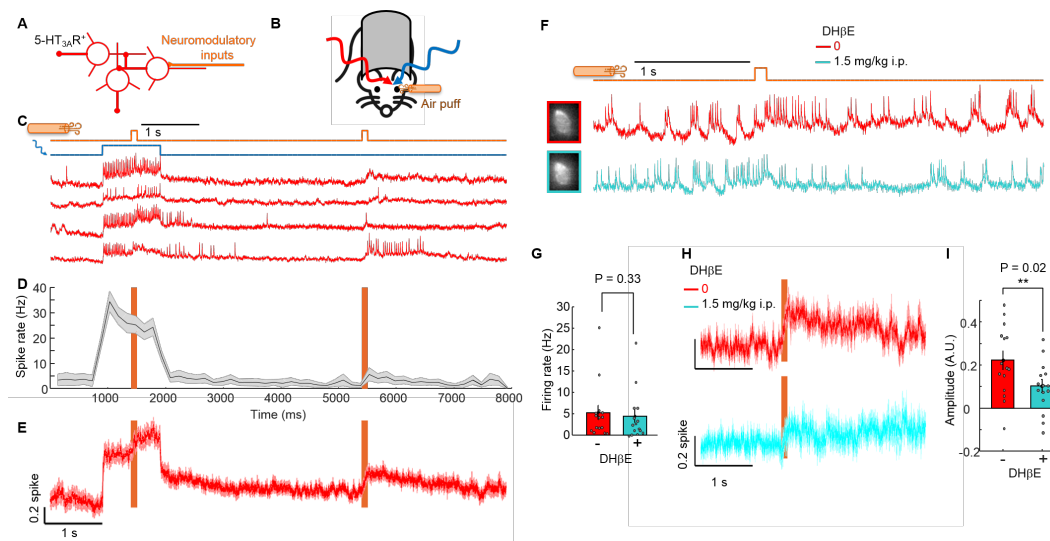 A
5-HT3AR+
Neuromodulatory
inputs
B
Air puff
C
1 s
D
Spike rate (Hz)
40
30
20
10
0
1000
2000
3000
4000
5000
6000
7000
8000
Time (ms)
E
0.2 spike
1 s
F
DHβE
0
1.5 mg/kg i.p.
1 s
G
P = 0.33
Firing rate (Hz)
30
25
20
15
10
5
0
-
+
DHβE
H
DHβE
0
1.5 mg/kg i.p.
0.2 spike
1 s
I
P = 0.02
**
Amplitude (A.U.)
0.4
0.2
0
-0.2
-
+
DHβE